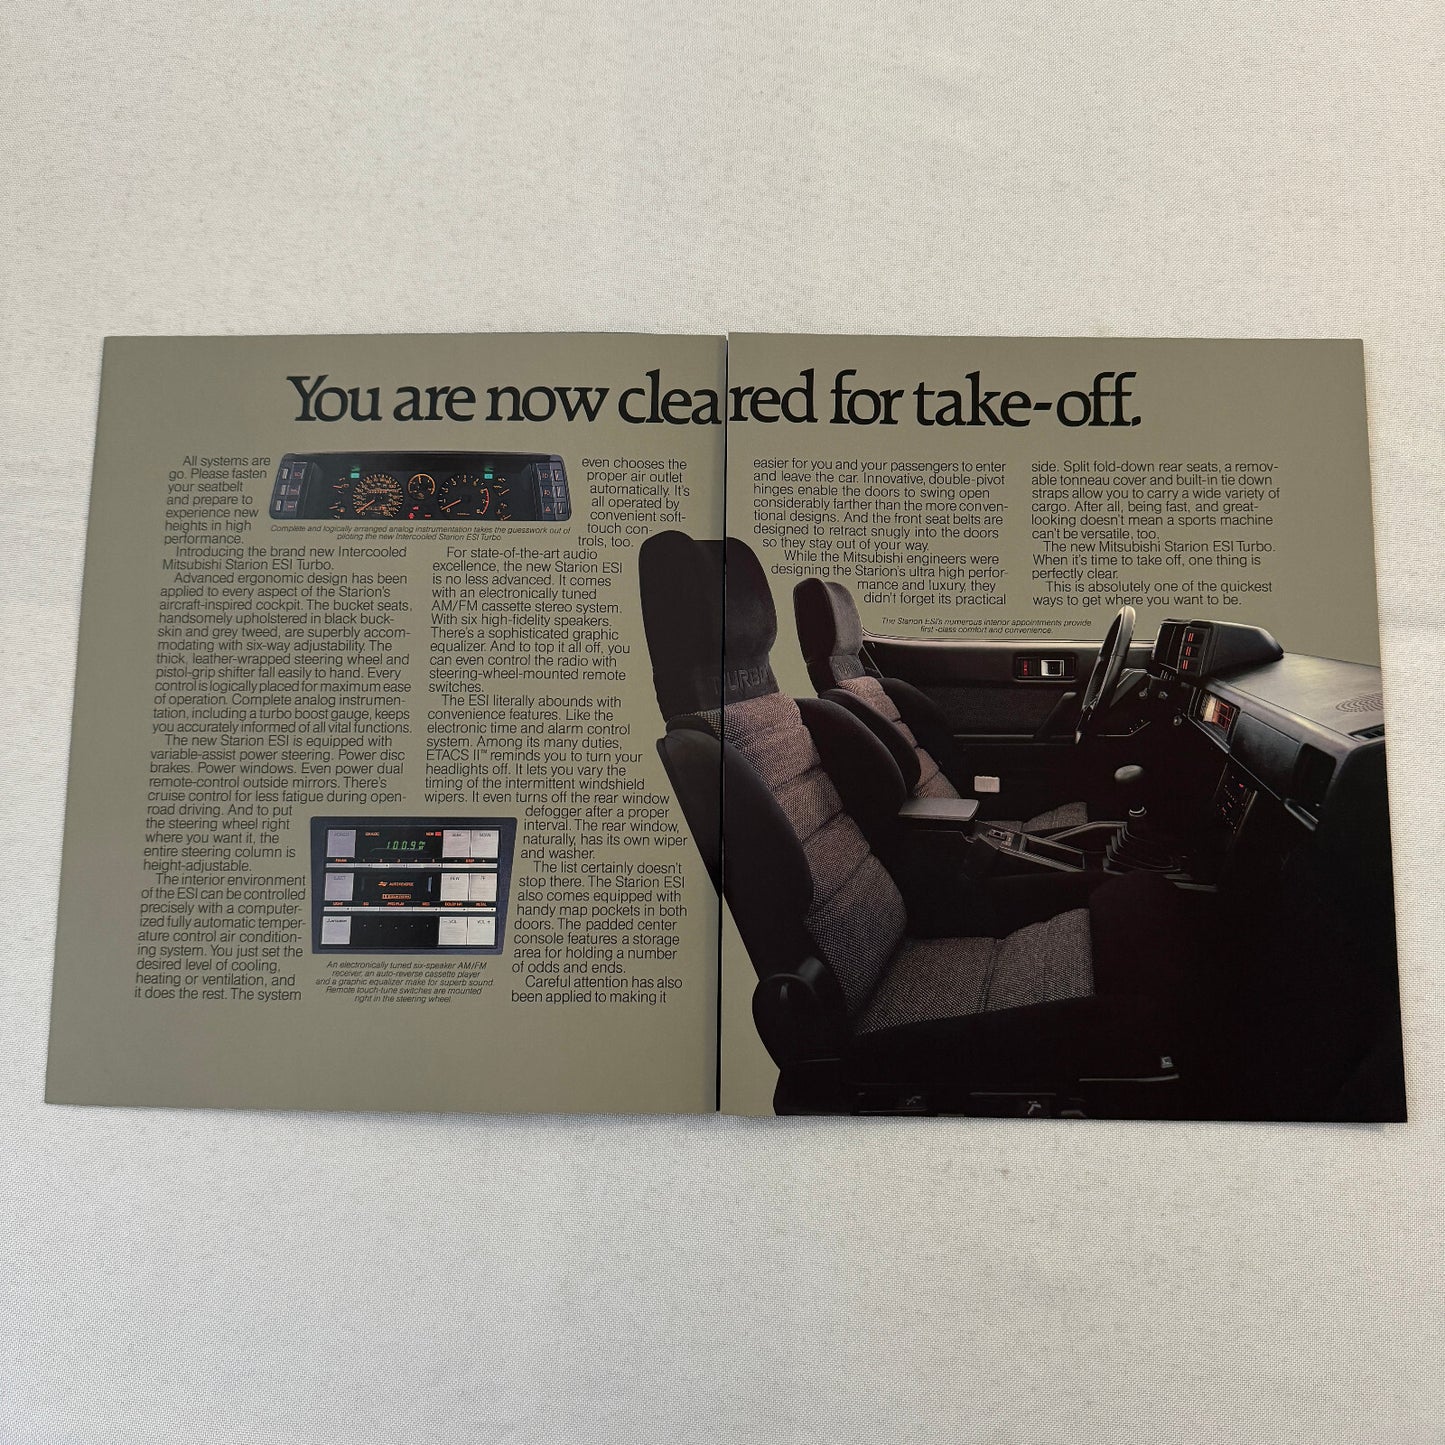 You are now cleared for take-off.
All systems are
go. Please fasten
your seatbelt
and prepare to
experience new
heights in high
performance.
Introducing the brand new Intercooled
Mitsubishi Starion ESI Turbo.
Advanced ergonomic design has been
applied to every aspect of the Starion's
aircraft-inspired cockpit. The bucket seats,
handsomely upholstered in black buck-
skin and grey tweed, are superbly accom-
modating with six-way adjustability. The
thick, leather-wrapped steering wheel and
pistol-grip shifter fall easily to hand. Every
control is logically placed for maximum ease
of operation. Complete analog instrumen-
tation, including a turbo boost gauge, keeps
you accurately informed of all vital functions.
The new Starion ESI is equipped with
variable-assist power steering. Power disc
brakes. Power windows. Even power dual
remote-control outside mirrors. There's
cruise control for less fatigue during open-
road driving. And to put
the steering wheel right
where you want it, the
entire steering column is
height-adjustable.
The interior environment
of the ESI can be controlled
precisely with a computer-
ized fully automatic temper-
ature control air condition-
ing system. You just set the
desired level of cooling,
heating or ventilation, and
it does the rest. The system
Complete and logically arranged analog instrumentation takes the guesswork out of
piloting the new Intercooled Starion ESI Turbo.
even chooses the
proper air outlet
automatically. It's
all operated by
convenient soft-
touch con-
trols, too.
For state-of-the-art audio
excellence, the new Starion ESI
is no less advanced. It comes
with an electronically tuned
AM/FM cassette stereo system.
With six high-fidelity speakers.
There's a sophisticated graphic
equalizer. And to top it all off, you
can even control the radio with
steering-wheel-mounted remote
switches.
The ESI literally abounds with
convenience features. Like the
electronic time and alarm control
system. Among its many duties,
ETACS II™ reminds you to turn your
headlights off. It lets you vary the
timing of the intermittent windshield
wipers. It even turns off the rear window
defogger after a proper
interval. The rear window,
naturally, has its own wiper
and washer.
The list certainly doesn't
stop there. The Starion ESI
also comes equipped with
handy map pockets in both
doors. The padded center
console features a storage
area for holding a number
of odds and ends.
Careful attention has also
been applied to making it
100.9
AUTO REVERSE
VOL
VOL
An electronically tuned six-speaker AM/FM
receiver, an auto-reverse cassette player
and a graphic equalizer make for superb sound.
Remote touch-tune switches are mounted
right in the steering wheel.
easier for you and your passengers to enter
and leave the car. Innovative, double-pivot
hinges enable the doors to swing open
considerably farther than the more conven-
tional designs. And the front seat belts are
designed to retract snugly into the doors
so they stay out of your way.
While the Mitsubishi engineers were
designing the Starion's ultra high perfor-
mance and luxury, they
didn't forget its practical
side. Split fold-down rear seats, a remov-
able tonneau cover and built-in tie down
straps allow you to carry a wide variety of
cargo. After all, being fast, and great-
looking doesn't mean a sports machine
can't be versatile, too.
The new Mitsubishi Starion ESI Turbo.
When it's time to take off, one thing is
perfectly clear.
This is absolutely one of the quickest
ways to get where you want to be.
The Starion ESI's numerous interior appointments provide
first-class comfort and convenience.
TURBO